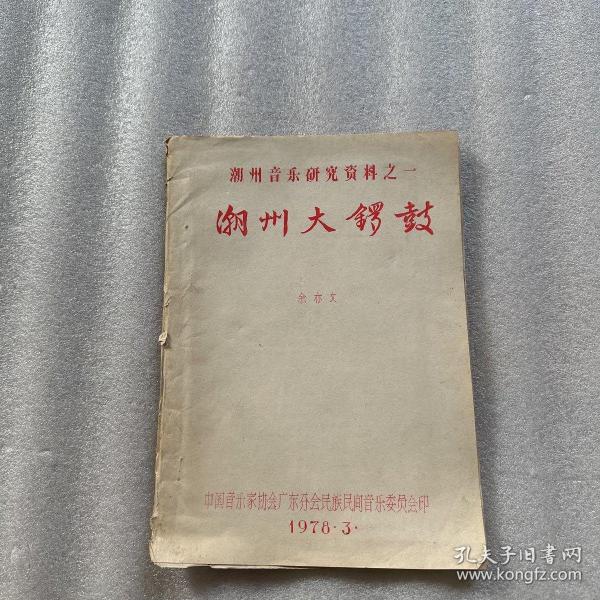 潮州音乐研究资料之一
潮州大锣鼓
余亦文
中国音乐家协会广东分会民族民间音乐委员会印
1978·3·
孔夫子旧书网
www.kongfz.com